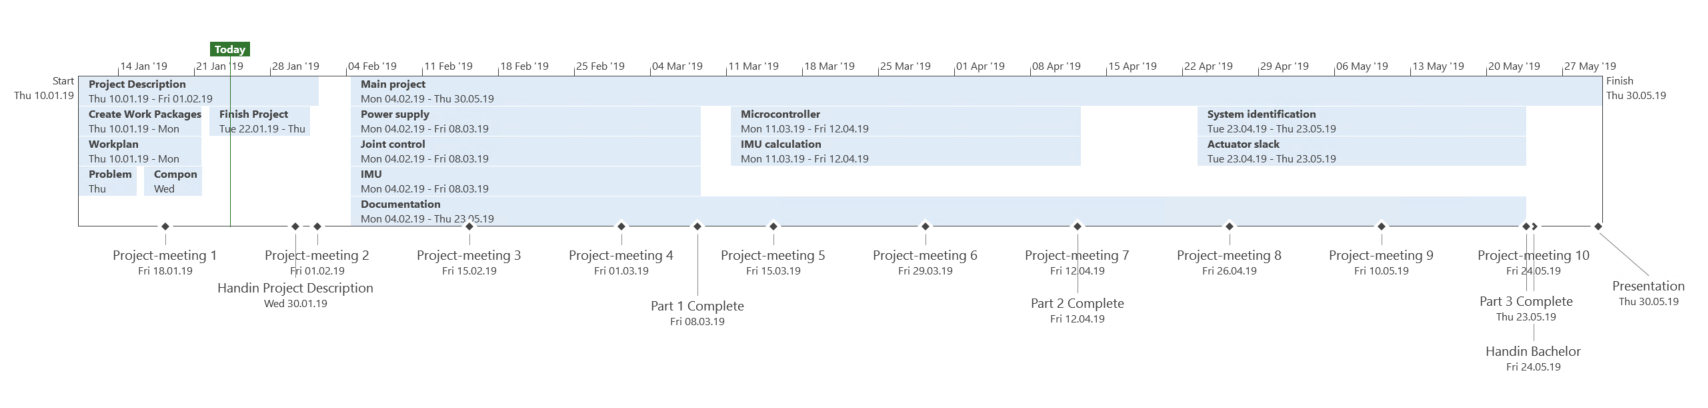 Today
14 Jan '19 21 Jan '19 28 Jan '19 04 Feb '19 11 Feb '19 18 Feb '19 25 Feb '19 04 Mar '19 11 Mar '19 18 Mar '19 25 Mar '19 01 Apr '19 08 Apr '19 15 Apr '19 22 Apr '19 29 Apr '19 06 May '19 13 May '19 20 May '19 27 May '19
Start
Thu 10.01.19
Finish
Thu 30.05.19
Project Description
Thu 10.01.19 - Fri 01.02.19
Main project
Mon 04.02.19 - Thu 30.05.19
Create Work Packages
Thu 10.01.19 - Mon
Finish Project
Tue 22.01.19 - Thu
Power supply
Mon 04.02.19 - Fri 08.03.19
Microcontroller
Mon 11.03.19 - Fri 12.04.19
System identification
Tue 23.04.19 - Thu 23.05.19
Workplan
Thu 10.01.19 - Mon
Joint control
Mon 04.02.19 - Fri 08.03.19
IMU calculation
Mon 11.03.19 - Fri 12.04.19
Actuator slack
Tue 23.04.19 - Thu 23.05.19
Problem
Thu
Compon
Wed
IMU
Mon 04.02.19 - Fri 08.03.19
Documentation
Mon 04.02.19 - Thu 23.05.19
Project-meeting 1
Fri 18.01.19
Project-meeting 2
Fri 01.02.19
Project-meeting 3
Fri 15.02.19
Project-meeting 4
Fri 01.03.19
Project-meeting 5
Fri 15.03.19
Project-meeting 6
Fri 29.03.19
Project-meeting 7
Fri 12.04.19
Project-meeting 8
Fri 26.04.19
Project-meeting 9
Fri 10.05.19
Project-meeting 10
Fri 24.05.19
Handin Project Description
Wed 30.01.19
Part 1 Complete
Fri 08.03.19
Part 2 Complete
Fri 12.04.19
Part 3 Complete
Thu 23.05.19
Presentation
Thu 30.05.19
Handin Bachelor
Fri 24.05.19